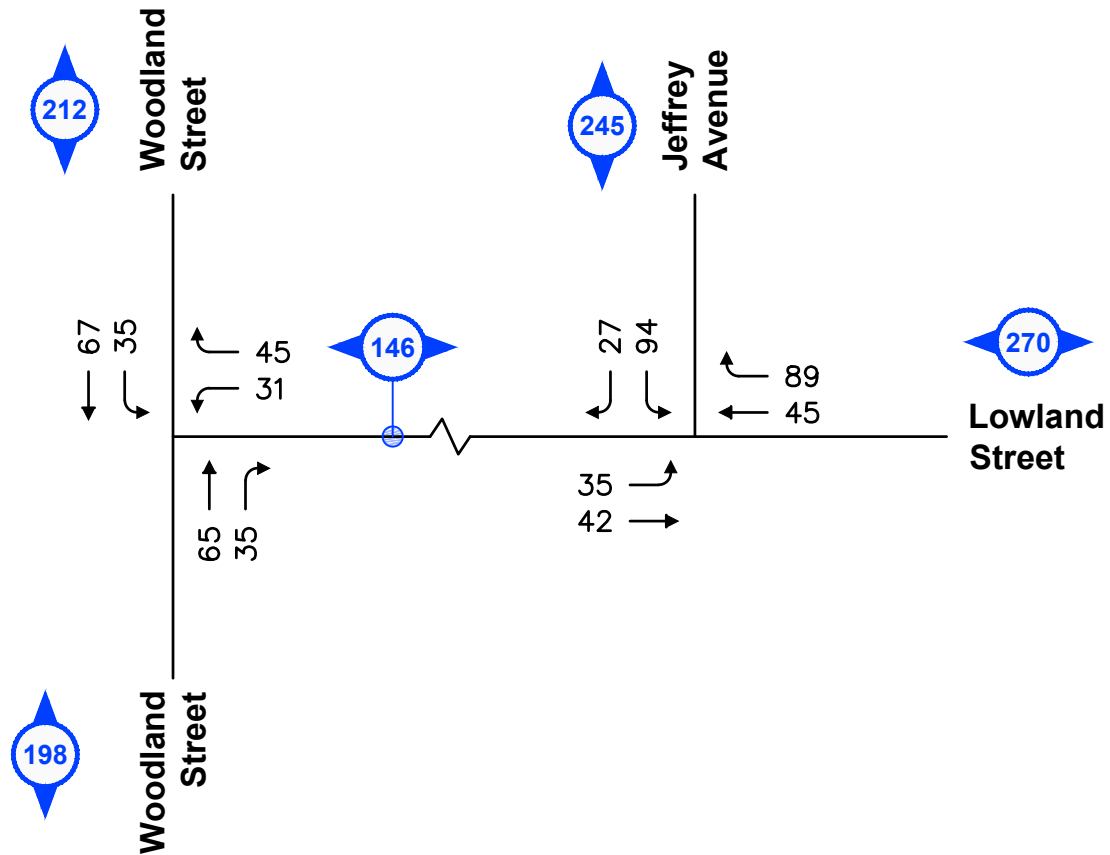 Woodland
Street
212
Jeffrey
Avenue
245
67
35
45
31
146
27
94
89
45
270
Lowland
Street
65
35
35
42
198
Woodland
Street